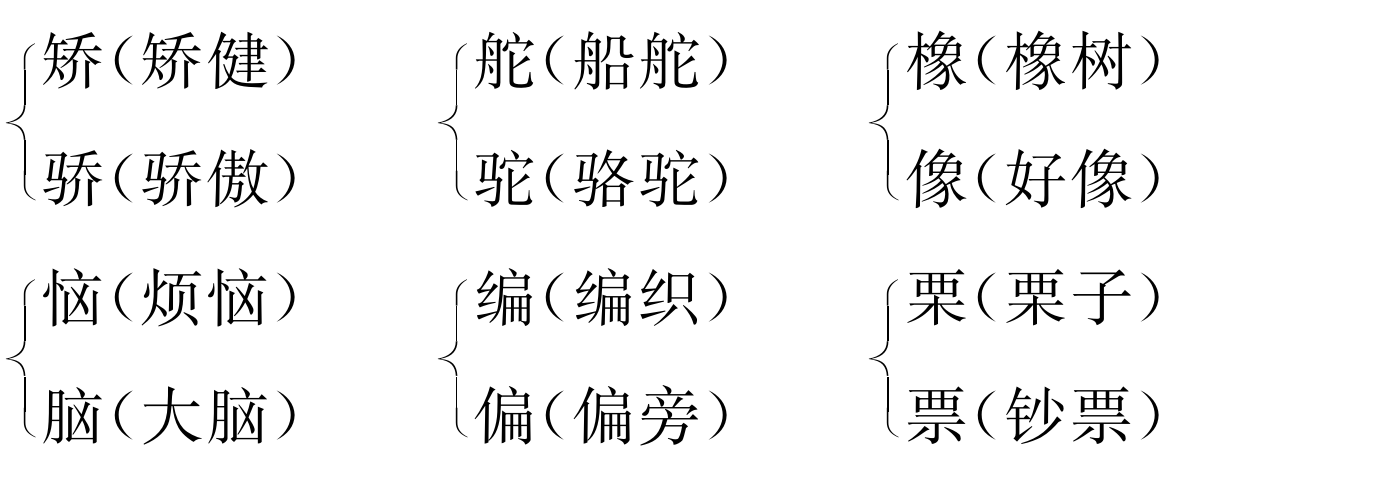 矫(矫健) 舵(船舵) 橡(橡树)
骄(骄傲) 驼(骆驼) 像(好像)
恼(烦恼) 编(编织) 栗(栗子)
脑(大脑) 偏(偏旁) 票(钞票)